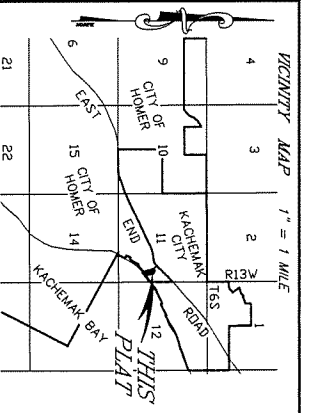 VICINITY MAP 1" = 1 MILE
4
3
2
1
R13W
T6S
9
10
11
12
CITY OF
HOMER
KACHEMAK
CITY
EAST
END
ROAD
6
15
14
CITY OF
HOMER
THIS
PLAT
KACHEMAK BAY
21
22